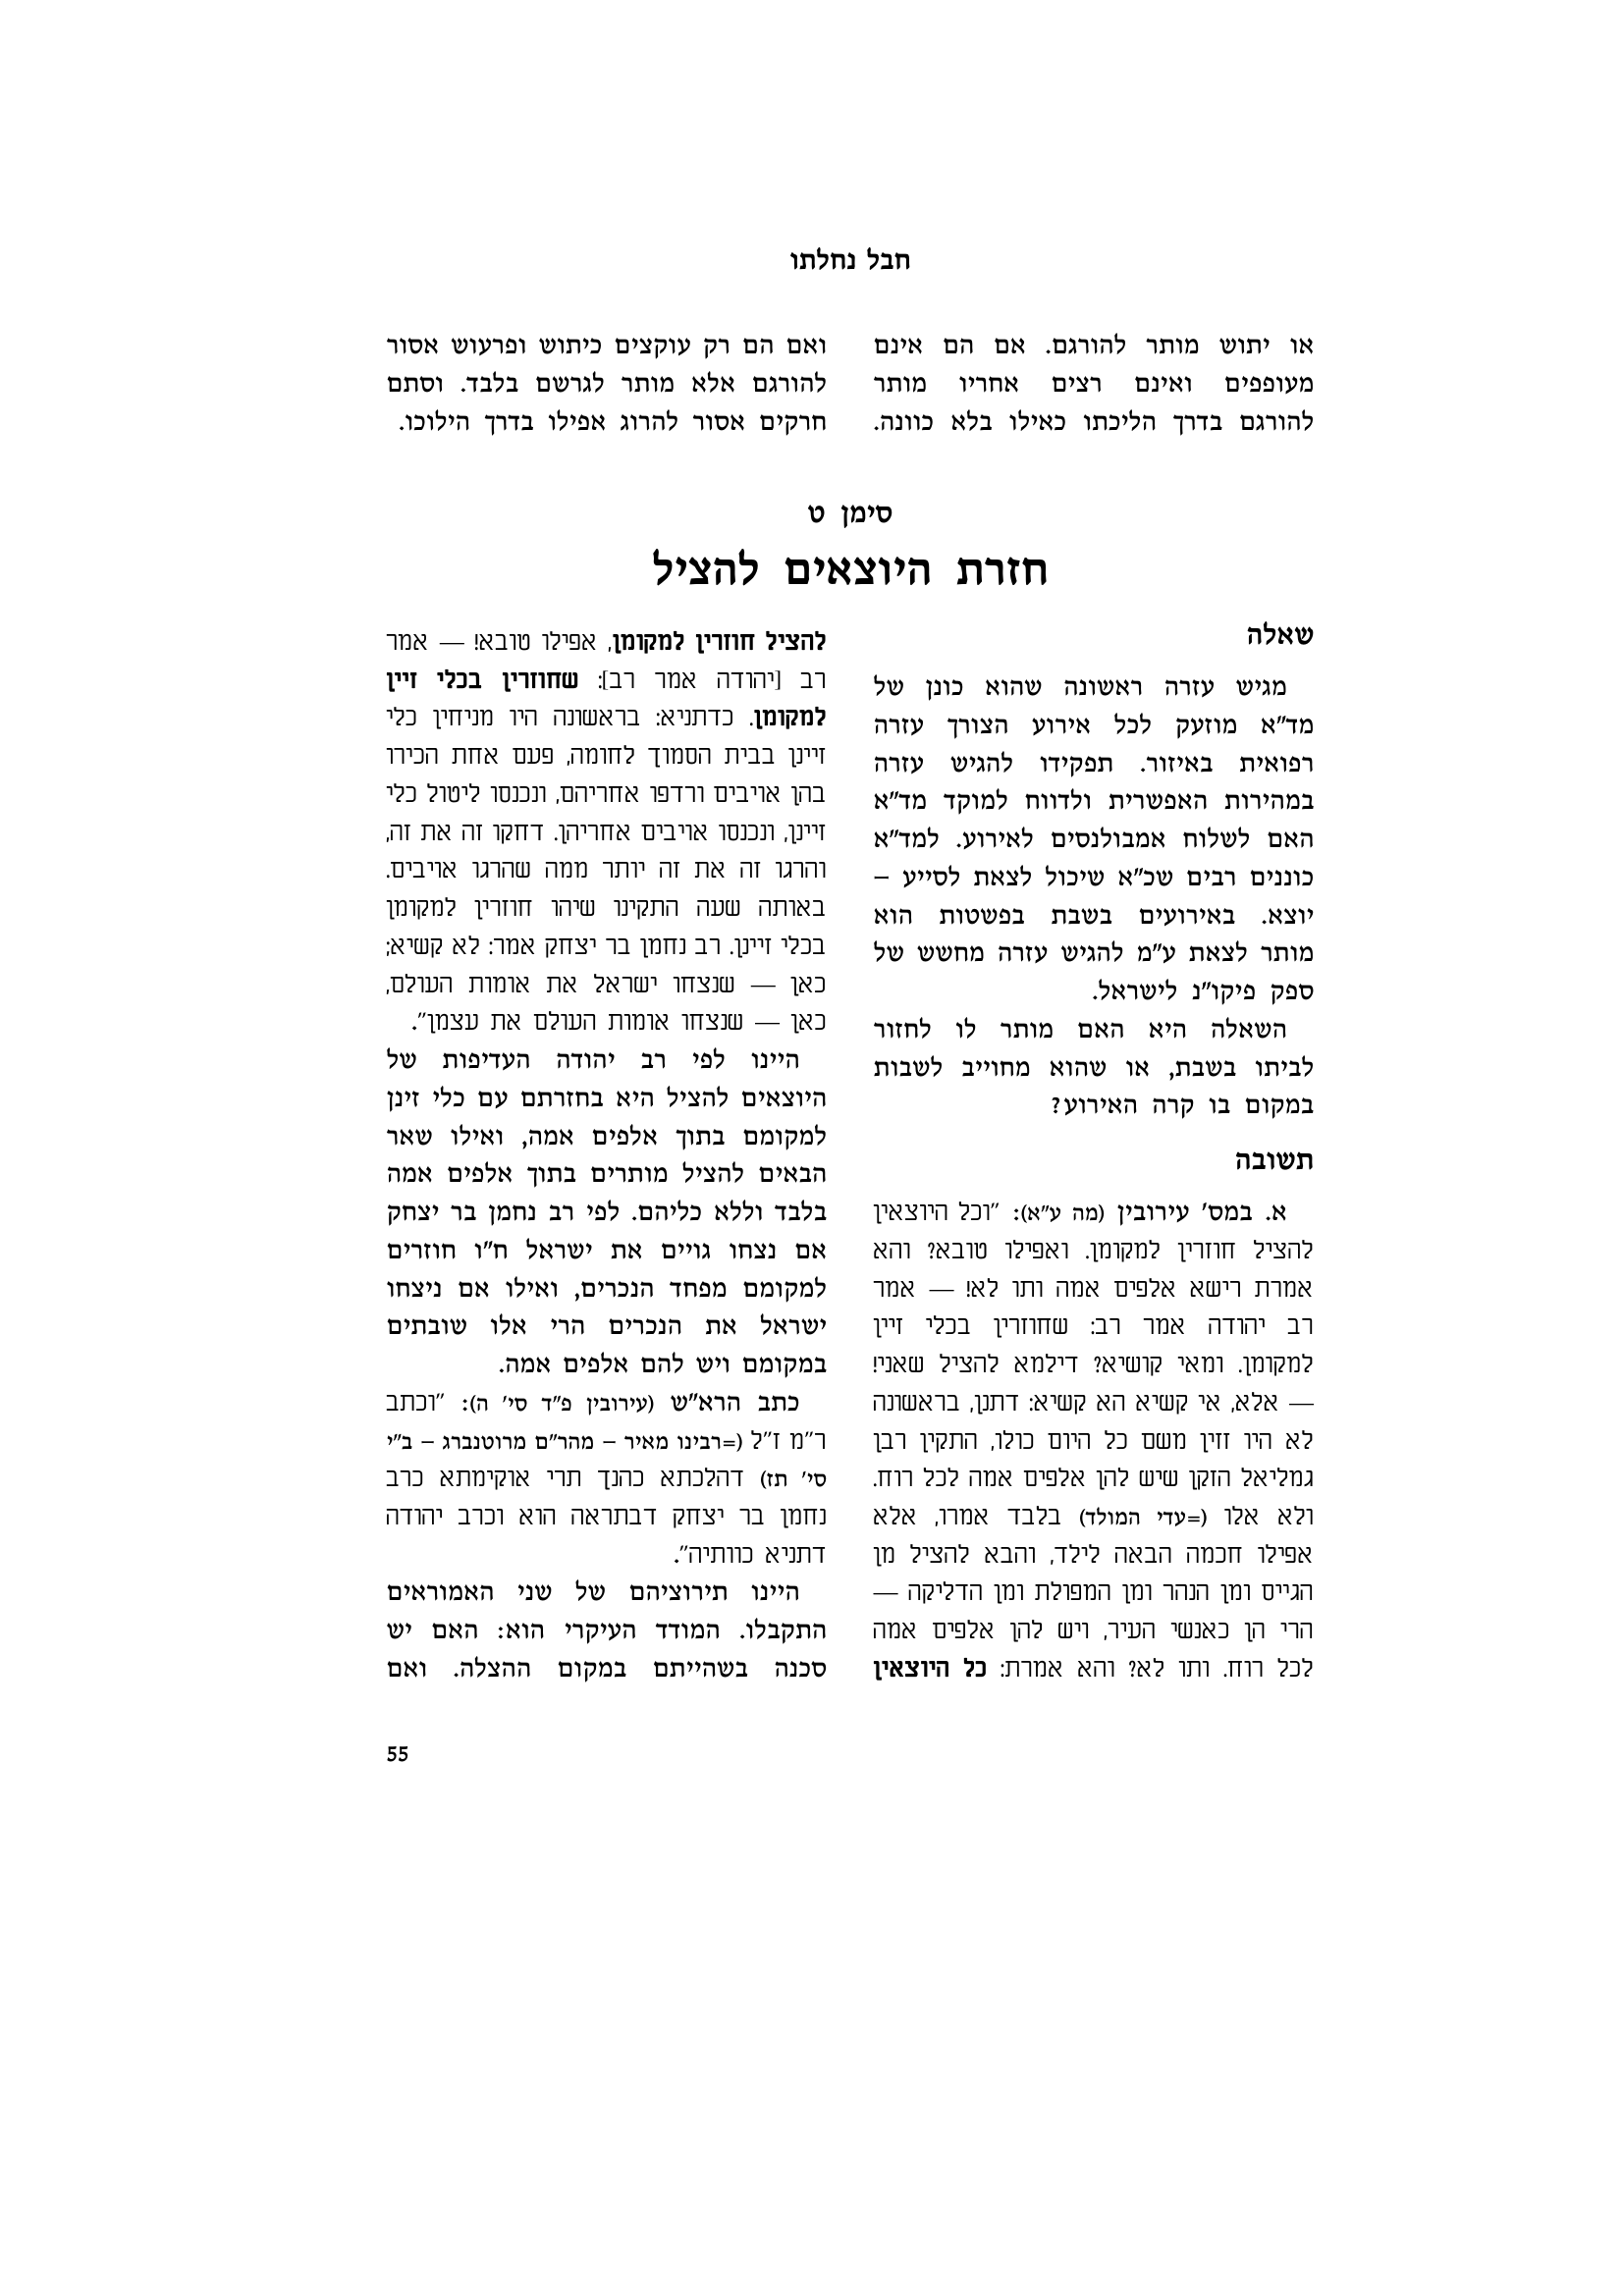 חבל נחלתו
או יתוש מותר להורגם. אם הם אינם
מעופפים ואינם רצים אחריו מותר
להורגם בדרך הליכתו כאילו בלא כוונה.
ואם הם רק עוקצים כיתוש ופרעוש אסור
להורגם אלא מותר לגרשם בלבד. וסתם
חרקים אסור להרוג אפילו בדרך הילוכו.
סימן ט
חזרת היוצאים להציל
שאלה
מגיש עזרה ראשונה שהוא כונן של
מד״א מוזעק לכל אירוע הצורך עזרה
רפואית באיזור. תפקידו להגיש עזרה
במהירות האפשרית ולדווח למוקד מד״א
האם לשלוח אמבולנסים לאירוע. למד״א
כוננים רבים שכ״א שיכול לצאת לסייע –
יוצא. באירועים בשבת בפשטות הוא
מותר לצאת ע״מ להגיש עזרה מחשש של
ספק פיקו״נ לישראל.
השאלה היא האם מותר לו לחזור
לביתו בשבת, או שהוא מחוייב לשבות
במקום בו קרה האירוע?
תשובה
א. במס׳ עירובין (מה ע״א): ״וכל היוצאין
להציל חוזרין למקומן. ואפילו טובא? והא
אמרת רישא אלפים אמה ותו לא! — אמר
רב יהודה אמר רב: שחוזרין בכלי זיין
למקומן. ומאי קושיא? דילמא להציל שאני!
— אלא, אי קשיא הא קשיא: דתנן, בראשונה
לא היו זזין משם כל היום כולו, התקין רבן
גמליאל הזקן שיש להן אלפים אמה לכל רוח.
ולא אלו (=עדי המולד) בלבד אמרו, אלא
אפילו חכמה הבאה לילד, והבא להציל מן
הגייס ומן הנהר ומן המפולת ומן הדליקה —
הרי הן כאנשי העיר, ויש להן אלפים אמה
לכל רוח. ותו לא? והא אמרת: כל היוצאין
להציל חוזרין למקומן, אפילו טובא! — אמר
רב [יהודה אמר רב]: שחוזרין בכלי זיין
למקומן. כדתניא: בראשונה היו מניחין כלי
זיינן בבית הסמוך לחומה, פעם אחת הכירו
בהן אויבים ורדפו אחריהם, ונכנסו ליטול כלי
זיינן, ונכנסו אויבים אחריהן. דחקו זה את זה,
והרגו זה את זה יותר ממה שהרגו אויבים.
באותה שעה התקינו שיהו חוזרין למקומן
בכלי זיינן. רב נחמן בר יצחק אמר: לא קשיא;
כאן — שנצחו ישראל את אומות העולם,
כאן — שנצחו אומות העולם את עצמן״.
היינו לפי רב יהודה העדיפות של
היוצאים להציל היא בחזרתם עם כלי זינן
למקומם בתוך אלפים אמה, ואילו שאר
הבאים להציל מותרים בתוך אלפים אמה
בלבד וללא כליהם. לפי רב נחמן בר יצחק
אם נצחו גויים את ישראל ח״ו חוזרים
למקומם מפחד הנכרים, ואילו אם ניצחו
ישראל את הנכרים הרי אלו שובתים
במקומם ויש להם אלפים אמה.
כתב הרא״ש (עירובין פ״ד סי׳ ה): ״וכתב
ר״מ ז״ל (=רבינו מאיר – מהר״ם מרוטנברג – ב״י
סי׳ תז) דהלכתא כהנך תרי אוקימתא כרב
נחמן בר יצחק דבתראה הוא וכרב יהודה
דתניא כוותיה״.
היינו תירוציהם של שני האמוראים
התקבלו. המודד העיקרי הוא: האם יש
סכנה בשהייתם במקום ההצלה. ואם
55